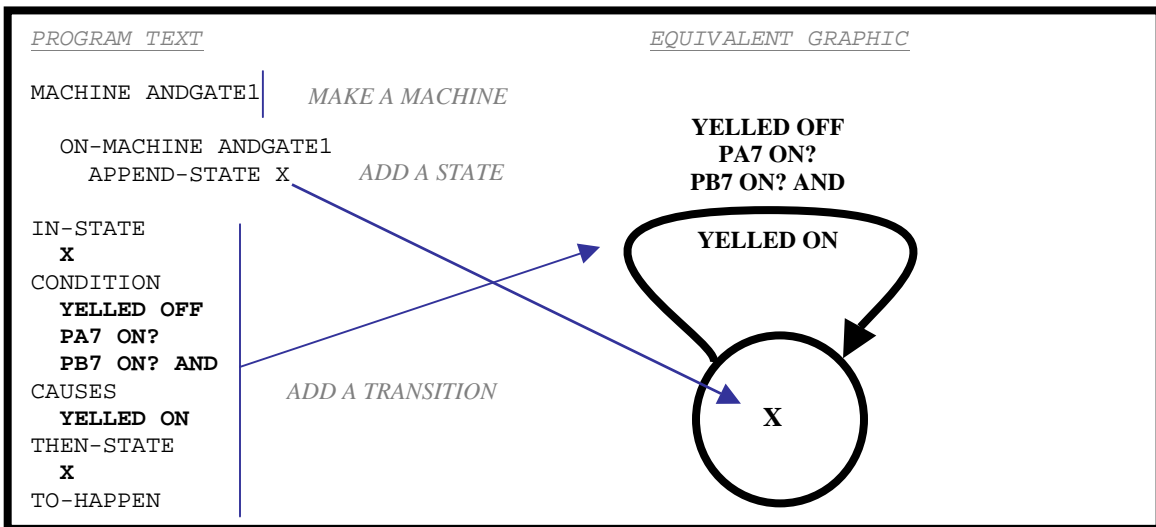 PROGRAM TEXT
MACHINE ANDGATE1
MAKE A MACHINE
ON-MACHINE ANDGATE1
APPEND-STATE X
ADD A STATE
IN-STATE
X
CONDITION
YELLED OFF
PA7 ON?
PB7 ON? AND
CAUSES
YELLED ON
THEN-STATE
X
TO-HAPPEN
ADD A TRANSITION
EQUIVALENT GRAPHIC
YELLED OFF
PA7 ON?
PB7 ON? AND
YELLED ON
X